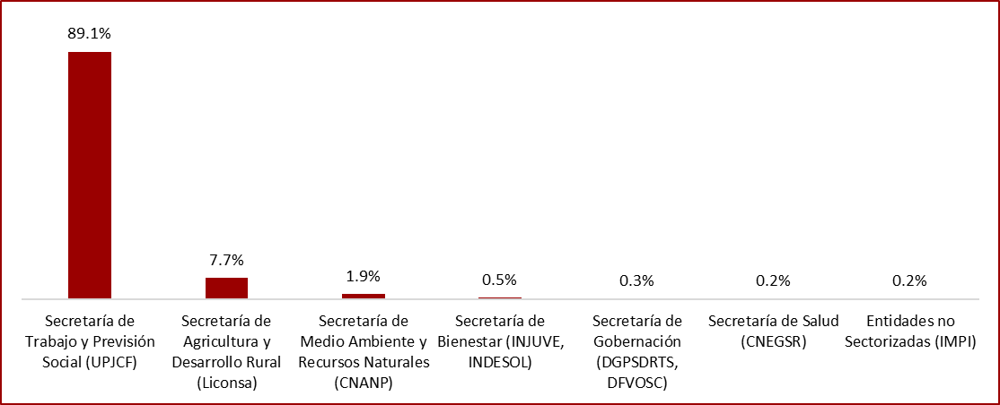 89.1%
7.7%
1.9%
0.5%
0.3%
0.2%
0.2%
Secretaría de
Trabajo y Previsión
Social (UPJCF)
Secretaría de
Agricultura y
Desarrollo Rural
(Liconsa)
Secretaría de
Medio Ambiente y
Recursos Naturales
(CNANP)
Secretaría de
Bienestar (INJUVE,
INDESOL)
Secretaría de
Gobernación
(DGPSDRTS,
DFVOSC)
Secretaría de Salud
(CNEGSR)
Entidades no
Sectorizadas (IMPI)